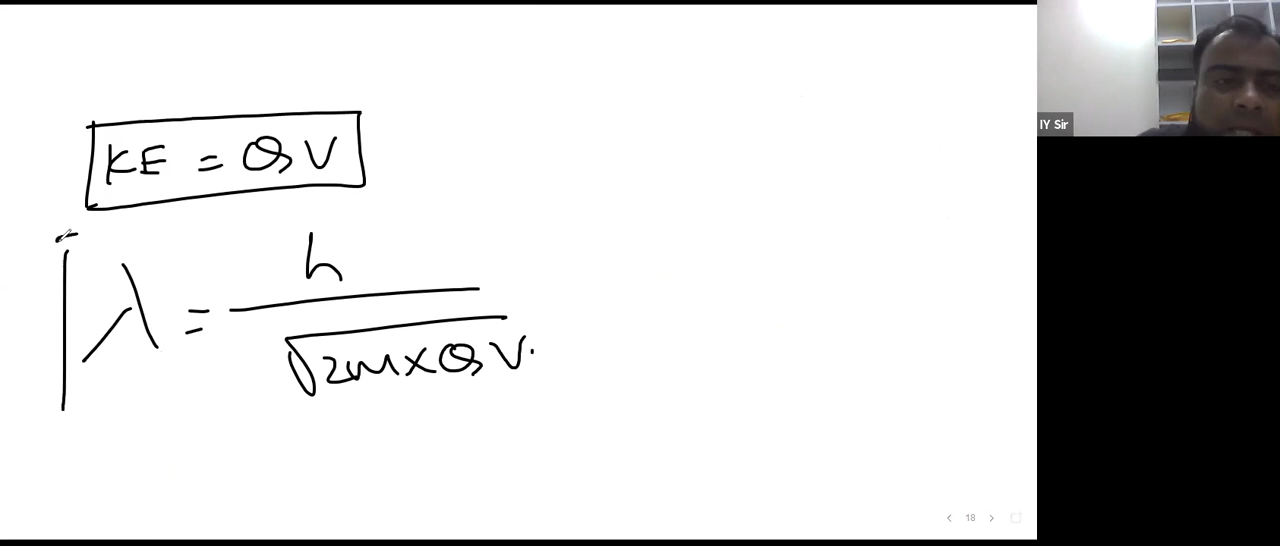 KE = QV
λ = h / √2m×QV.
IY Sir
18